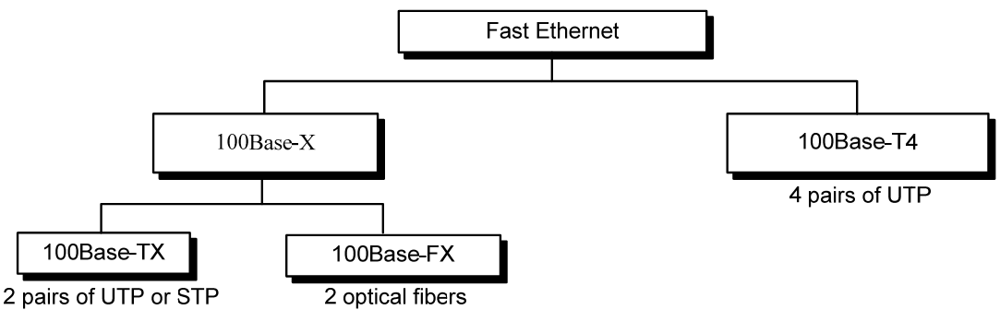 Fast Ethernet
100Base-X
100Base-T4
4 pairs of UTP
100Base-TX
100Base-FX
2 pairs of UTP or STP
2 optical fibers